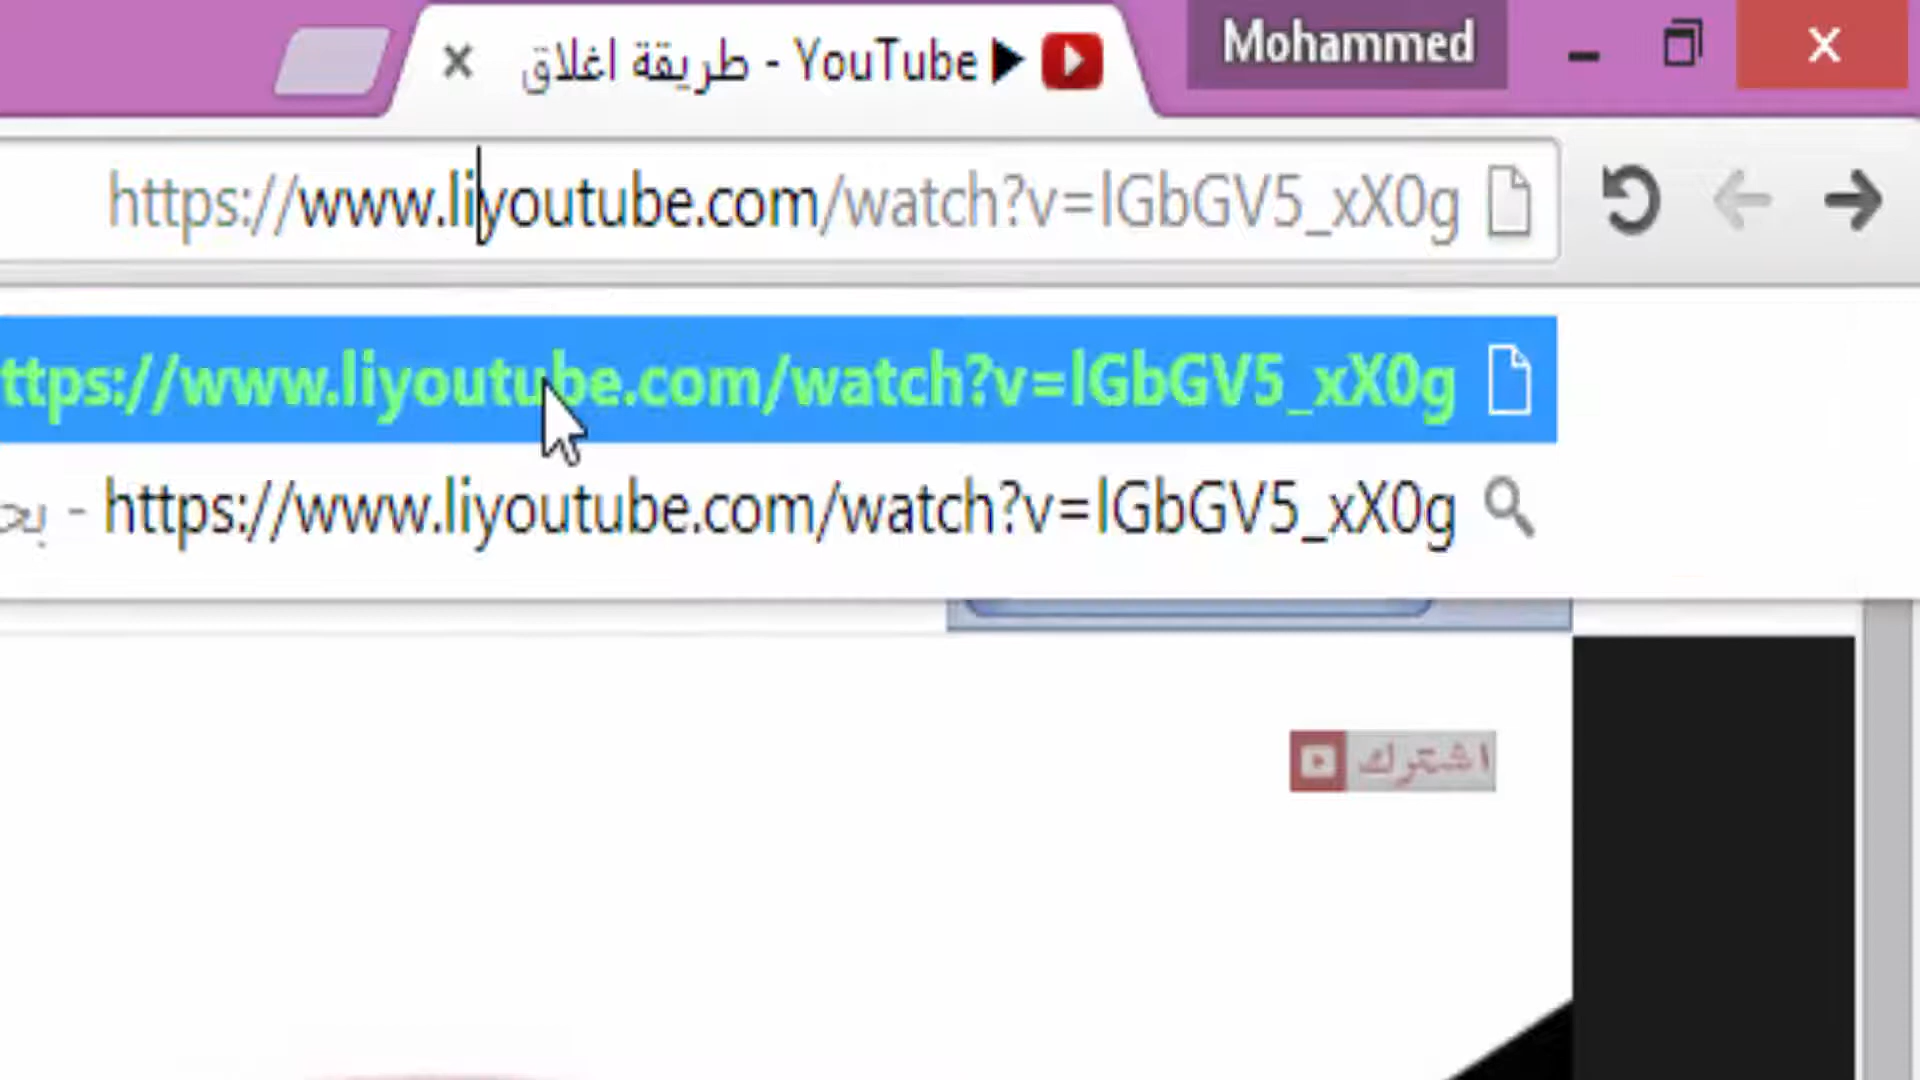 طريقة اغلاق - YouTube
Mohammed
https://www.liyoutube.com/watch?v=lGbGV5_xX0g
ttps://www.liyoutube.com/watch?v=lGbGV5_xX0g
https://www.liyoutube.com/watch?v=lGbGV5_xX0g -
اشترك